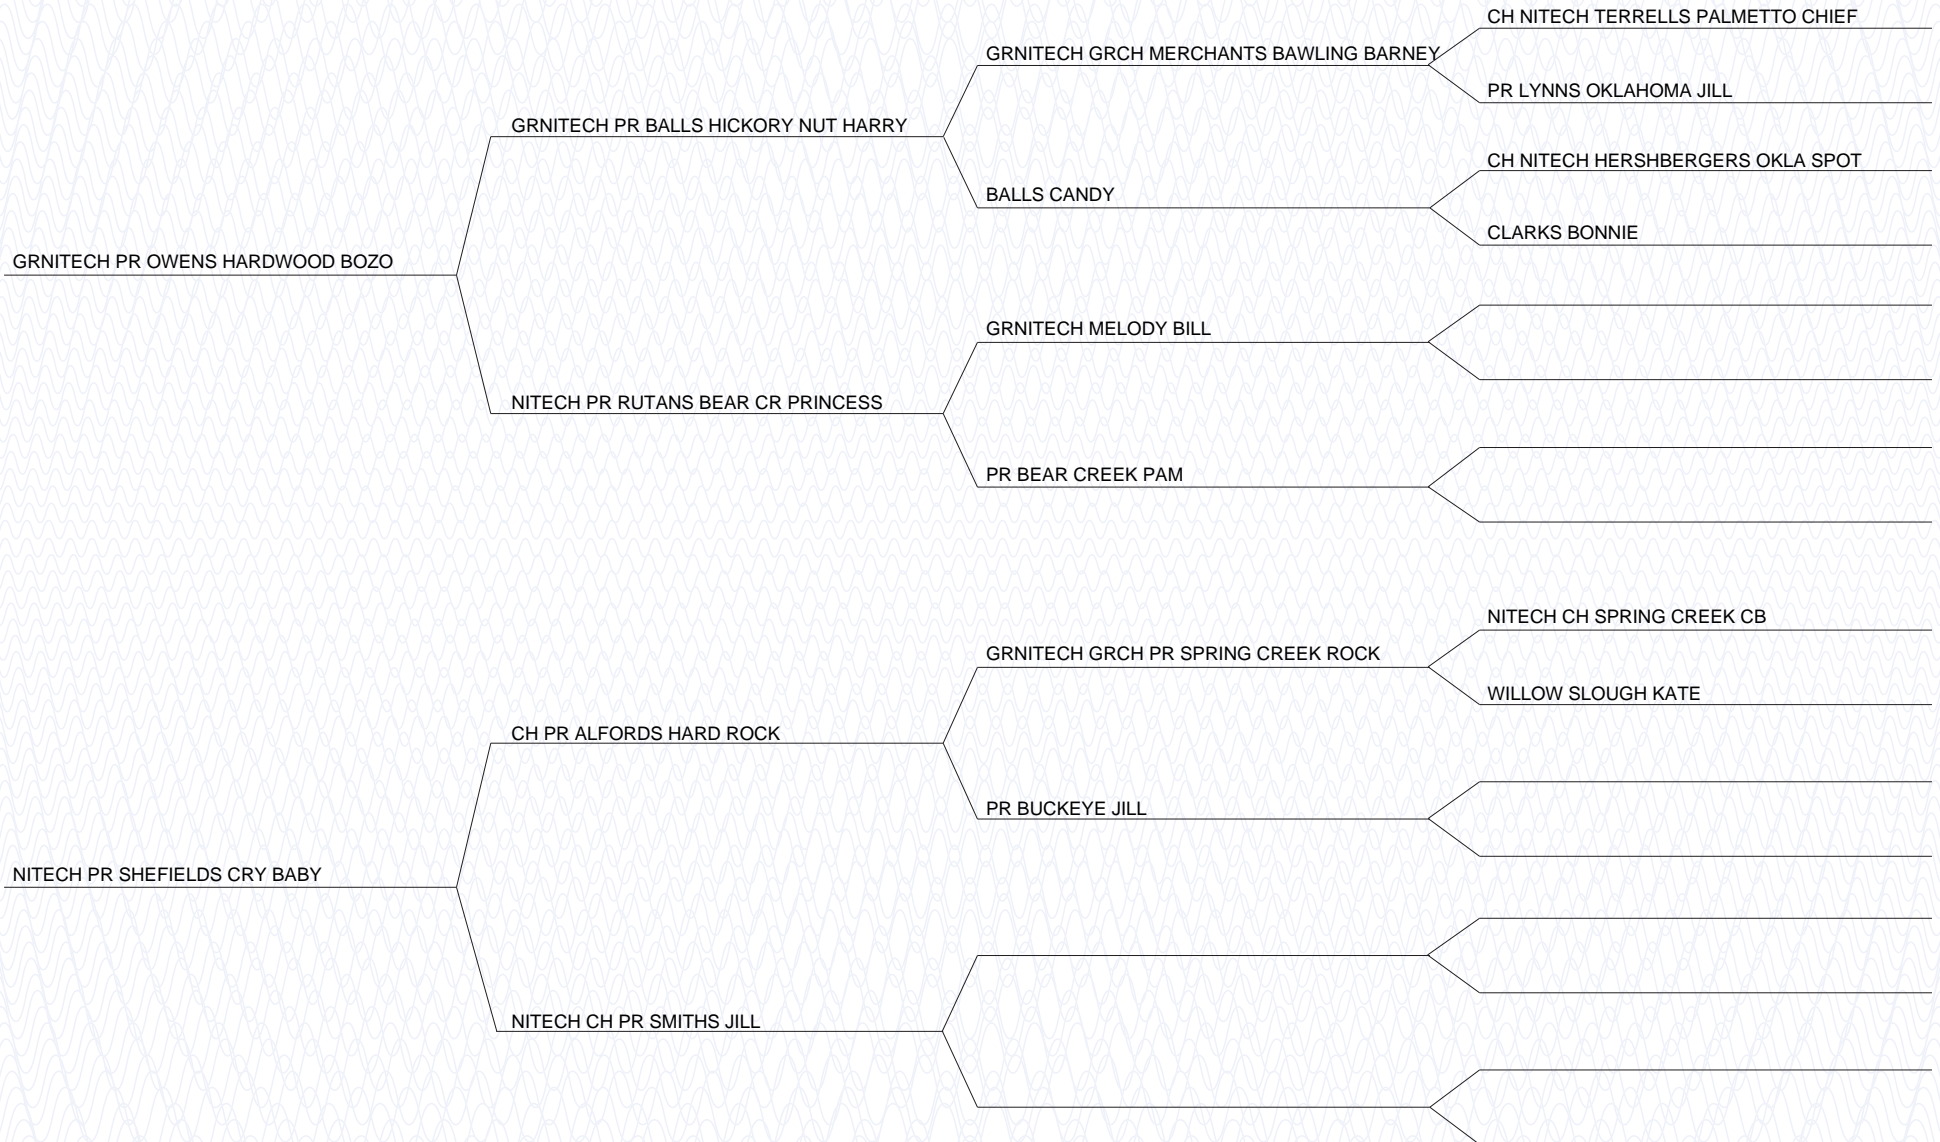 CH NITECH TERRELLS PALMETTO CHIEF
GRNITECH GRCH MERCHANTS BAWLING BARNEY
PR LYNNS OKLAHOMA JILL
GRNITECH PR BALLS HICKORY NUT HARRY
CH NITECH HERSHBERGERS OKLA SPOT
BALLS CANDY
CLARKS BONNIE
GRNITECH PR OWENS HARDWOOD BOZO
GRNITECH MELODY BILL
NITECH PR RUTANS BEAR CR PRINCESS
PR BEAR CREEK PAM
NITECH CH SPRING CREEK CB
GRNITECH GRCH PR SPRING CREEK ROCK
WILLOW SLOUGH KATE
CH PR ALFORDS HARD ROCK
PR BUCKEYE JILL
NITECH PR SHEFIELDS CRY BABY
NITECH CH PR SMITHS JILL